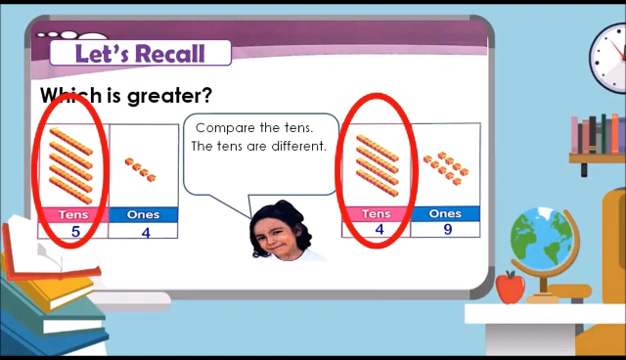 Let's Recall
Which is greater?
Compare the tens.
The tens are different.
Tens Ones
5 4
Tens Ones
4 9